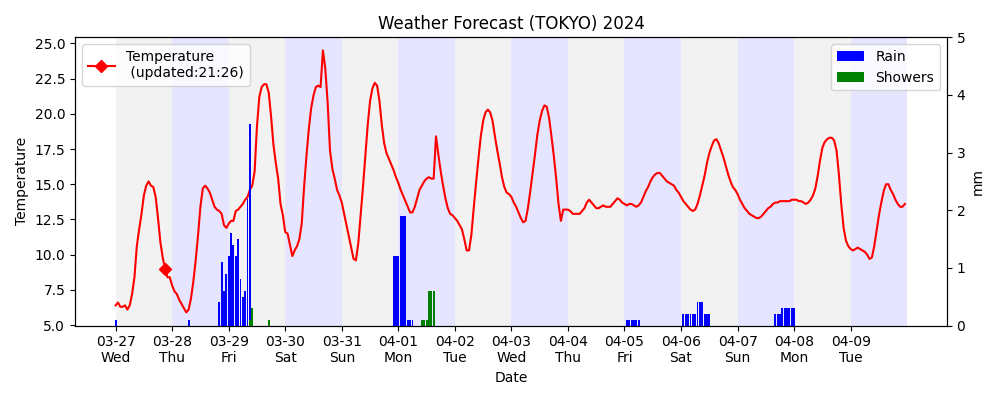 Weather Forecast (TOKYO) 2024
Temperature
(updated:21:26)
Rain
Showers
25.0
22.5
20.0
17.5
15.0
12.5
10.0
7.5
5.0
Temperature
5
4
3
2
1
0
mm
03-27 03-28 03-29 03-30 03-31 04-01 04-02 04-03 04-04 04-05 04-06 04-07 04-08 04-09
Wed Thu Fri Sat Sun Mon Tue Wed Thu Fri Sat Sun Mon Tue
Date